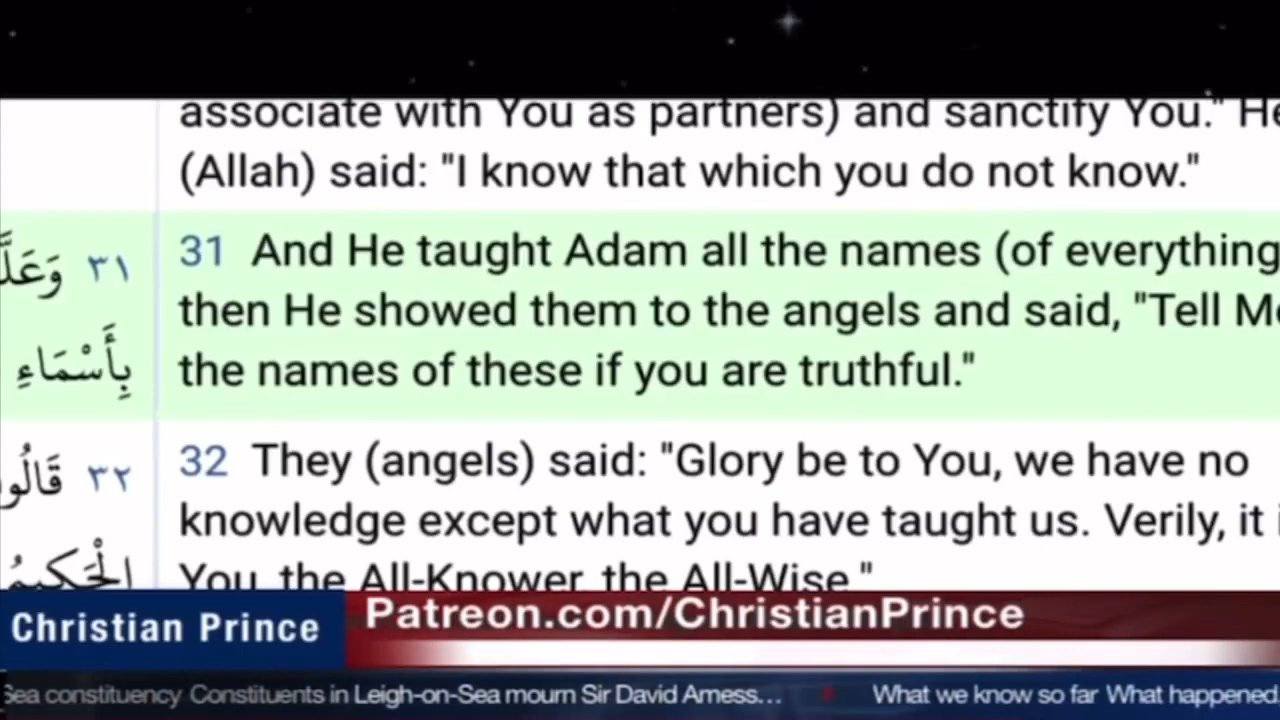 associate with You as partners) and sanctify You." He
(Allah) said: "I know that which you do not know."
٣١ وَعَلَّ
31 And He taught Adam all the names (of everything
then He showed them to the angels and said, "Tell Me
بِأَسْمَاءِ
the names of these if you are truthful."
٣٢ قَالُو
32 They (angels) said: "Glory be to You, we have no
knowledge except what you have taught us. Verily, it i
الْحَكِيمُ
You, the All-Knower, the All-Wise."
Christian Prince
Patreon.com/ChristianPrince
Sea constituency Constituents in Leigh-on-Sea mourn Sir David Amess... What we know so far What happened